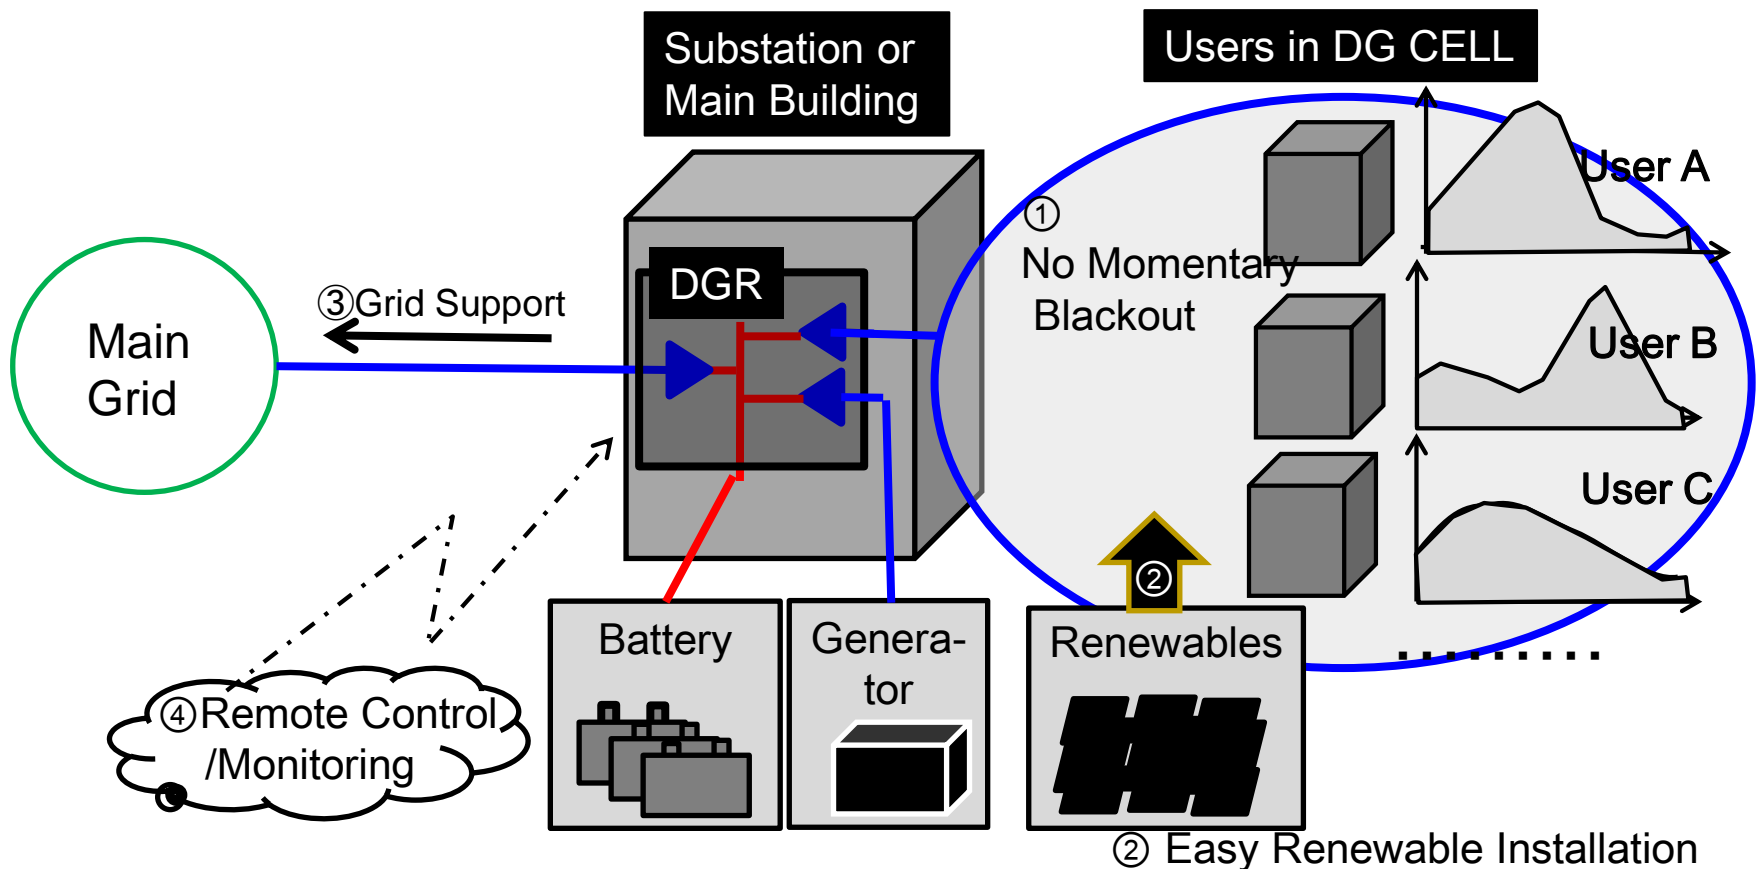 Substation or
Main Building
Users in DG CELL
User A
①
No Momentary
Blackout
DGR
③Grid Support
Main
Grid
User B
User C
②
Battery
Genera-
tor
Renewables
.........
④Remote Control
/Monitoring
② Easy Renewable Installation